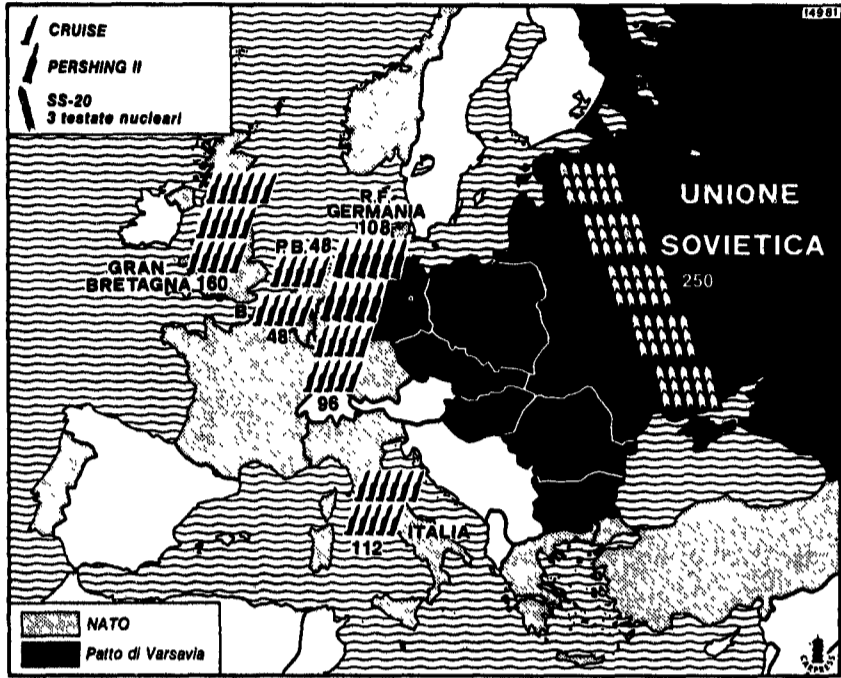 14981
CRUISE
PERSHING II
SS-20
3 testate nucleari
R.F.
GERMANIA
108
UNIONE
SOVIETICA
250
P.B. 48
GRAN
BRETAGNA 160
B.
48
96
ITALIA
112
NATO
Patto di Varsavia
CARPRESS